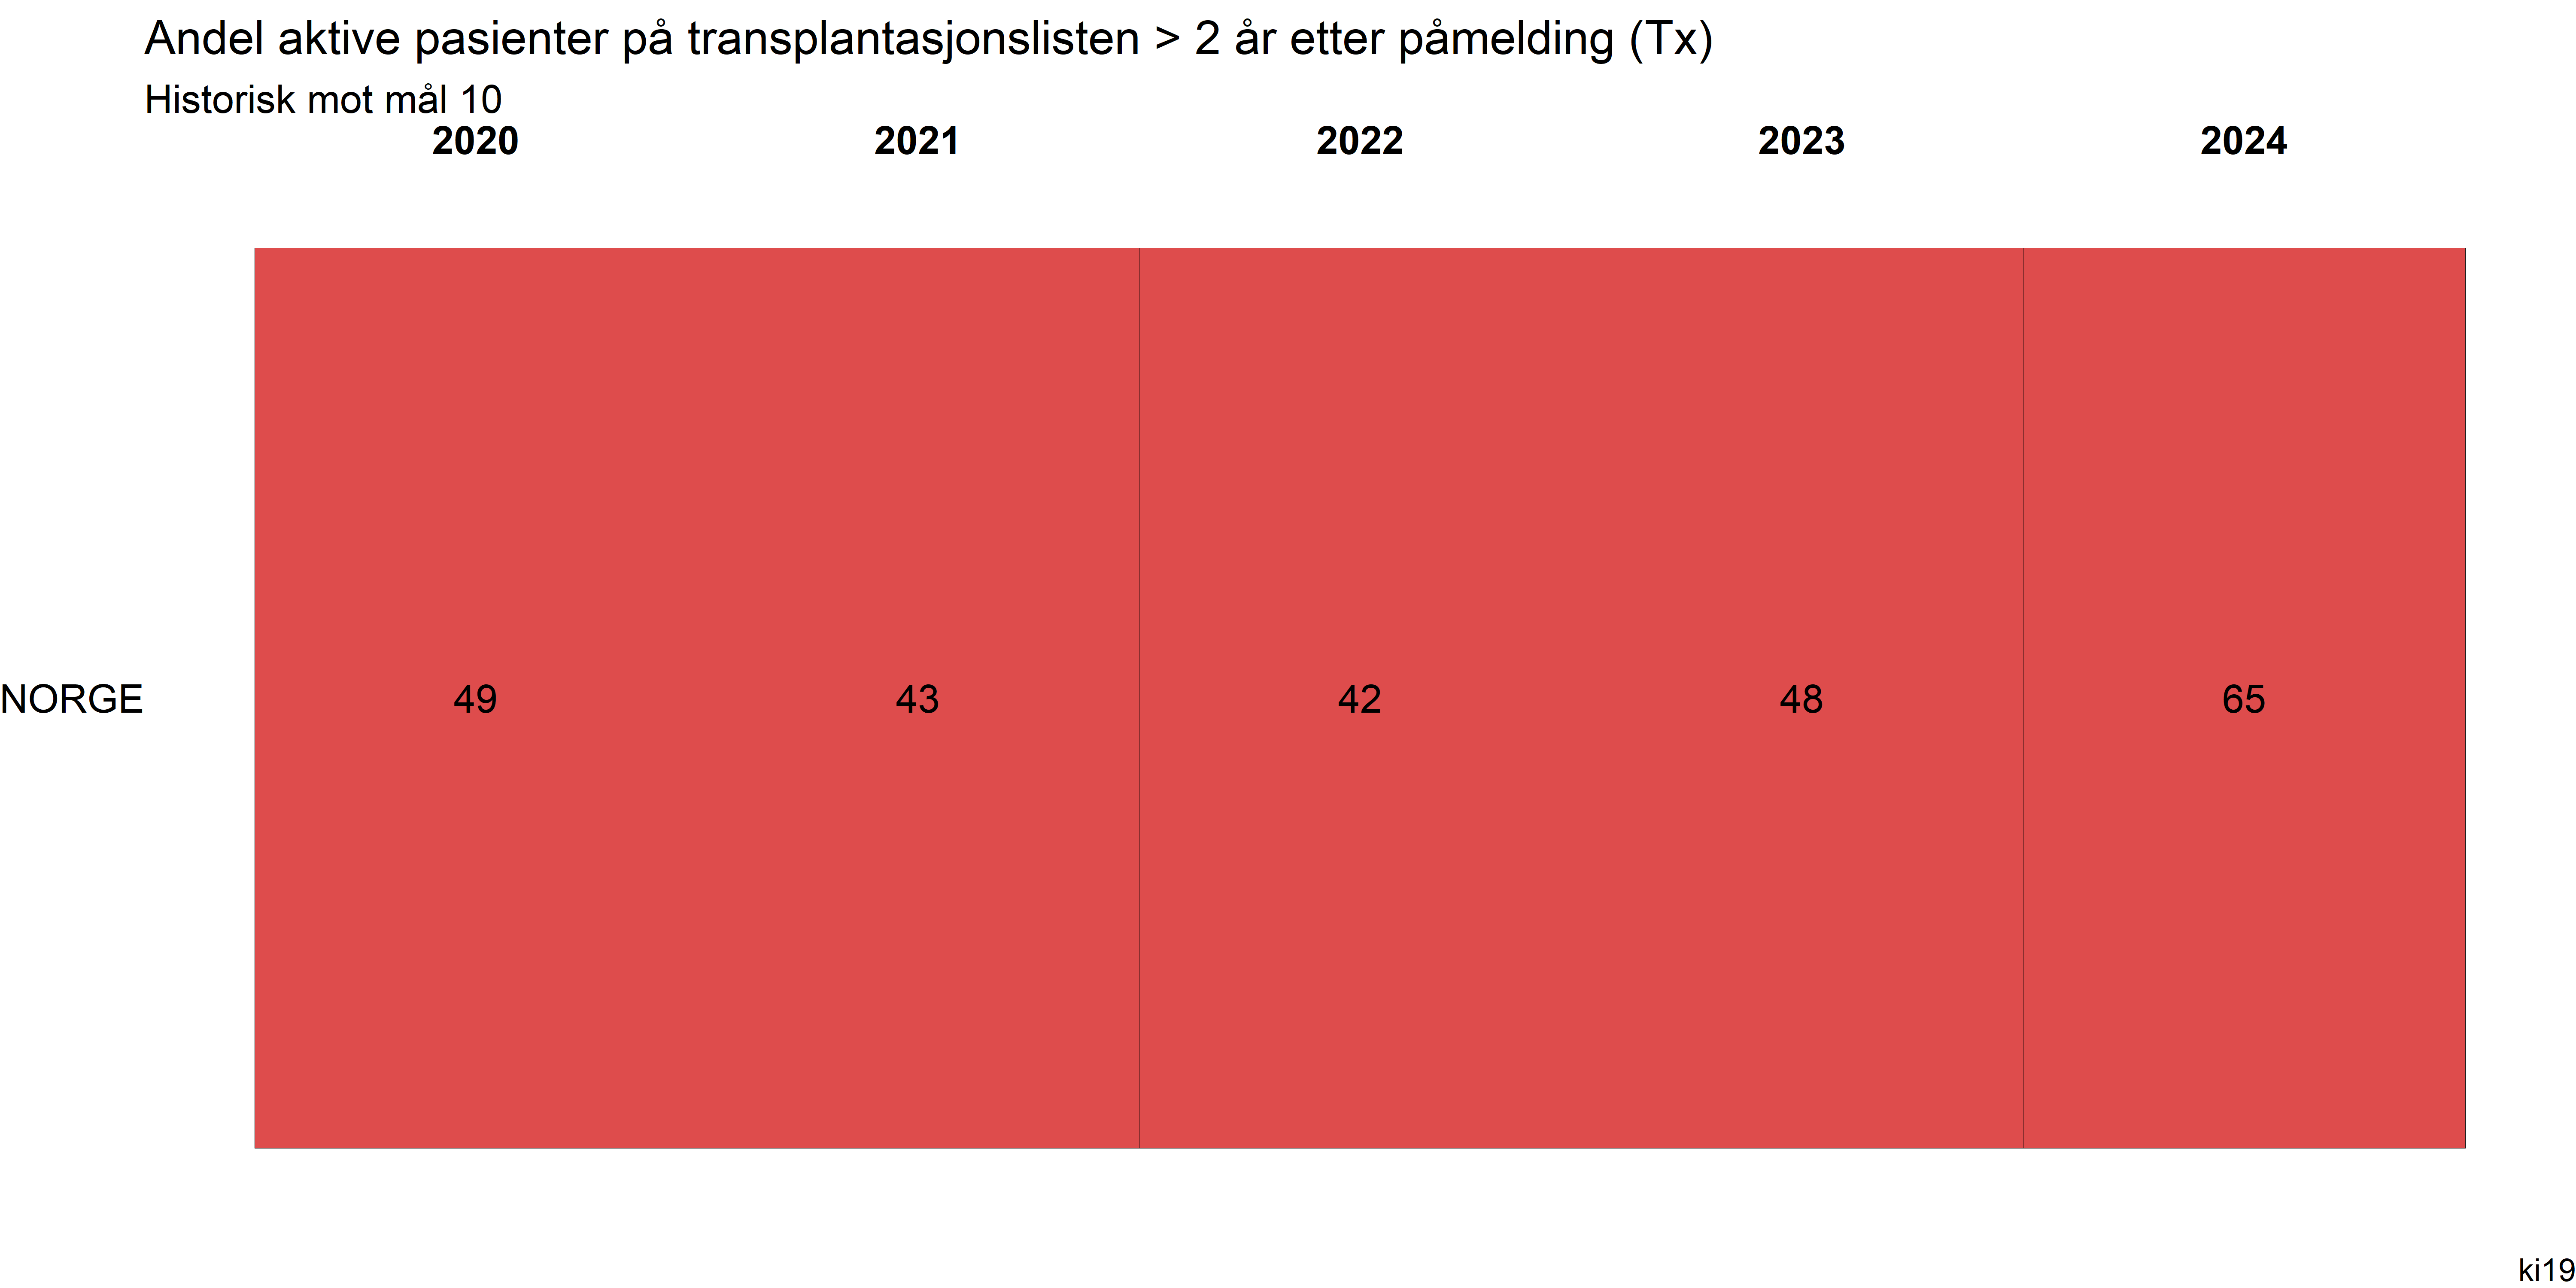 Andel aktive pasienter på transplantasjonslisten > 2 år etter påmelding (Tx)
Historisk mot mål 10
2020 2021 2022 2023 2024
NORGE 49 43 42 48 65
ki19